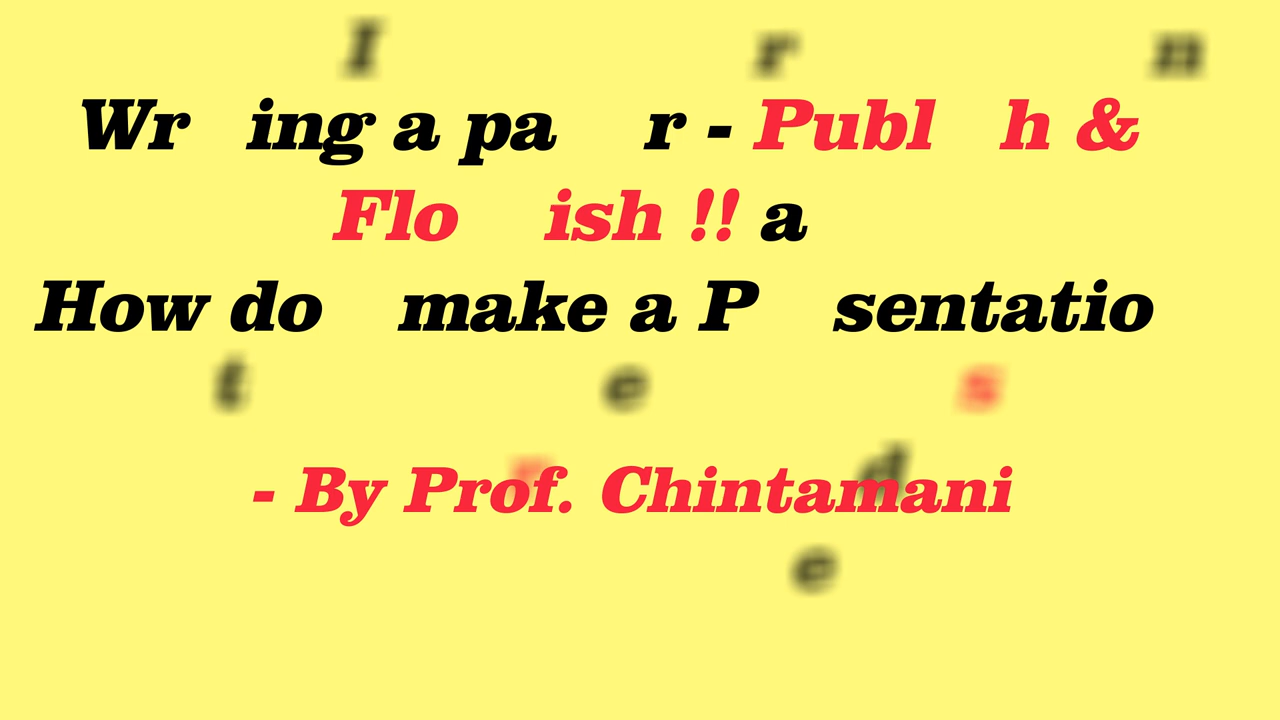 I r n
Wr ing a pa r - Publ h &
Flo ish !! a
How do make a P sentatio
t e s
r d
- By Prof. Chintamani
e